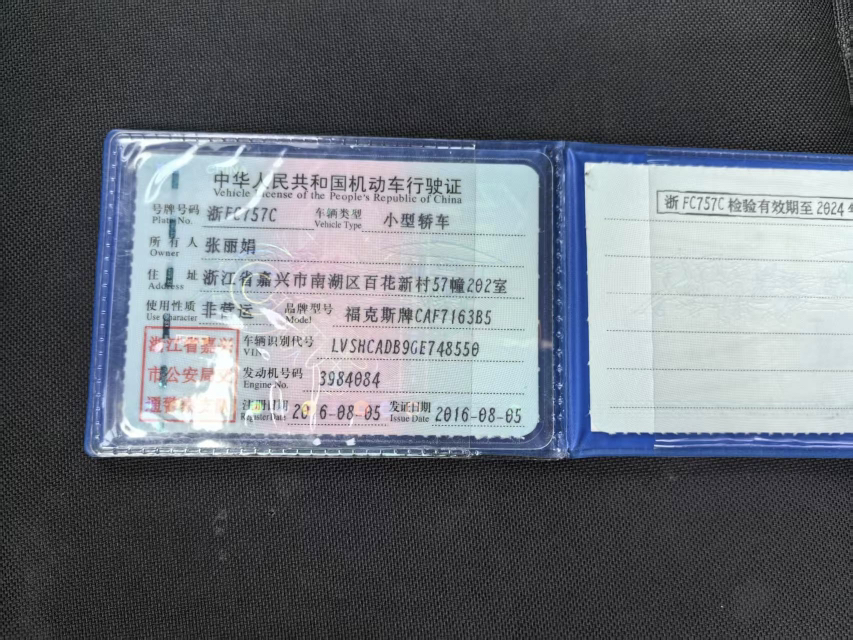 中华人民共和国机动车行驶证
Vehicle License of the People's Republic of China
号牌号码 浙FC757C 车辆类型 小型轿车
Plate No. Vehicle Type
所有人 张丽娟
Owner
住址 浙江省嘉兴市南湖区百花新村57幢202室
Address
使用性质 非营运 品牌型号 福克斯牌CAF7163B5
Use Character Model
浙江省嘉兴 车辆识别代号 LVSHCADB9GE748550
VIN
市公安局交 发动机号码 3984084
Engine No.
注册日期 2016-08-05 发证日期 2016-08-05
Register Date Issue Date
浙FC757C 检验有效期至 2024年